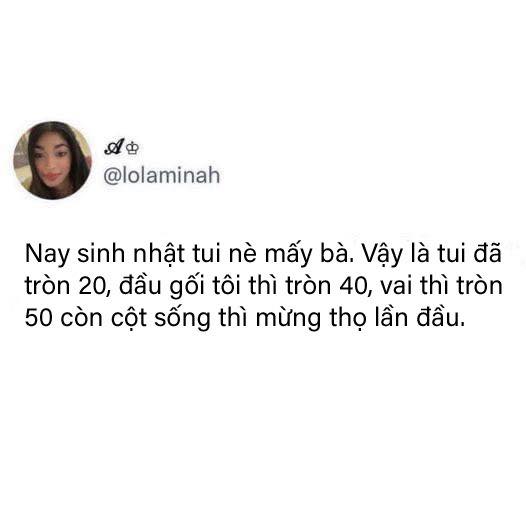 𝓐♔
@lolaminah
Nay sinh nhật tui nè mấy bà. Vậy là tui đã
tròn 20, đầu gối tôi thì tròn 40, vai thì tròn
50 còn cột sống thì mừng thọ lần đầu.